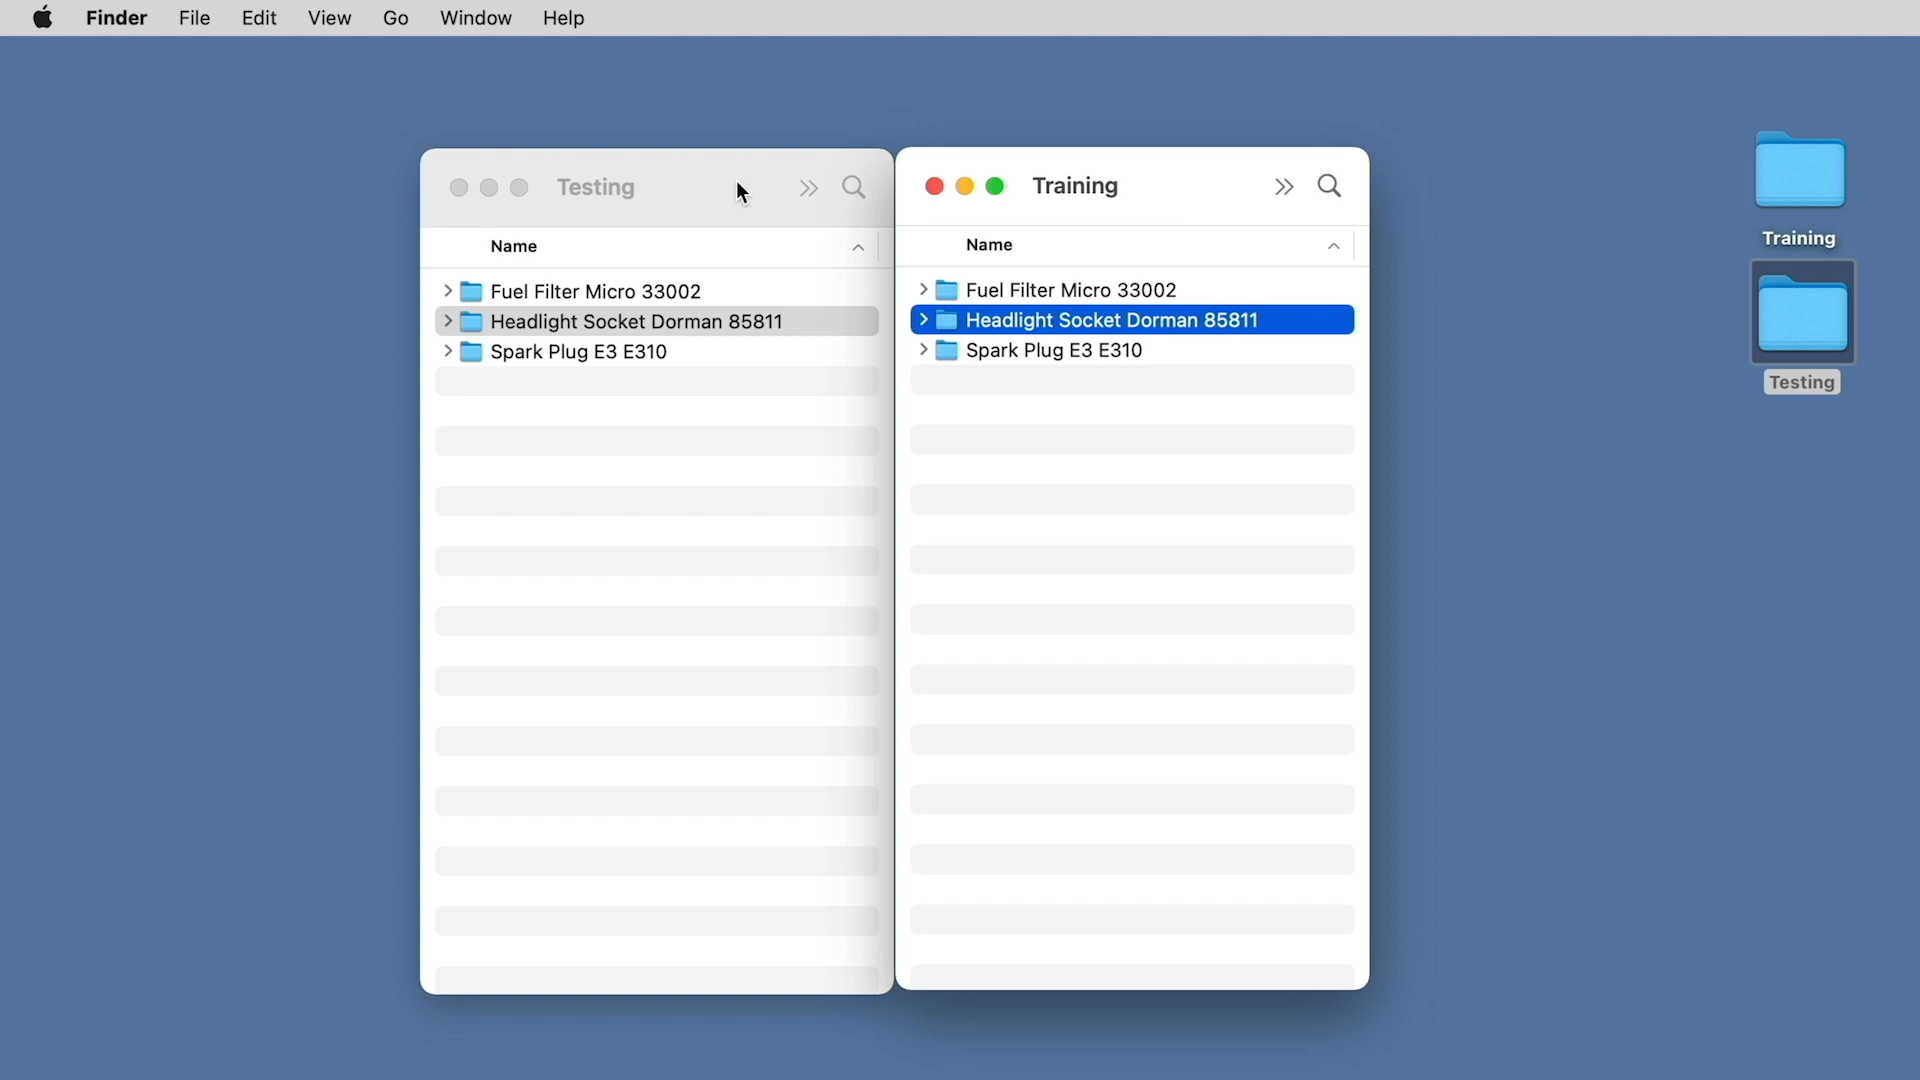 Finder File Edit View Go Window Help
Testing
Name
Fuel Filter Micro 33002
Headlight Socket Dorman 85811
Spark Plug E3 E310
Training
Name
Fuel Filter Micro 33002
Headlight Socket Dorman 85811
Spark Plug E3 E310
Training
Testing